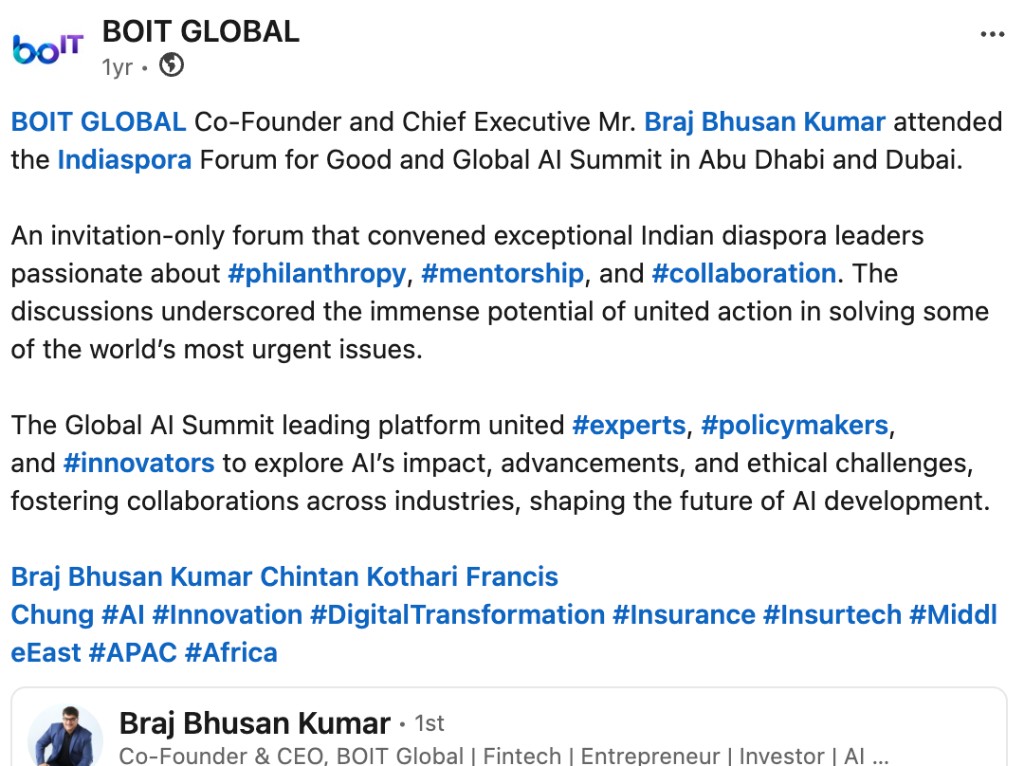 boIT
BOIT GLOBAL
1yr •
BOIT GLOBAL Co-Founder and Chief Executive Mr. Braj Bhusan Kumar attended
the Indiaspora Forum for Good and Global AI Summit in Abu Dhabi and Dubai.
An invitation-only forum that convened exceptional Indian diaspora leaders
passionate about #philanthropy, #mentorship, and #collaboration. The
discussions underscored the immense potential of united action in solving some
of the world’s most urgent issues.
The Global AI Summit leading platform united #experts, #policymakers,
and #innovators to explore AI’s impact, advancements, and ethical challenges,
fostering collaborations across industries, shaping the future of AI development.
Braj Bhusan Kumar Chintan Kothari Francis
Chung #AI #Innovation #DigitalTransformation #Insurance #Insurtech #Middl
eEast #APAC #Africa
Braj Bhusan Kumar • 1st
Co-Founder & CEO, BOIT Global | Fintech | Entrepreneur | Investor | AI ...